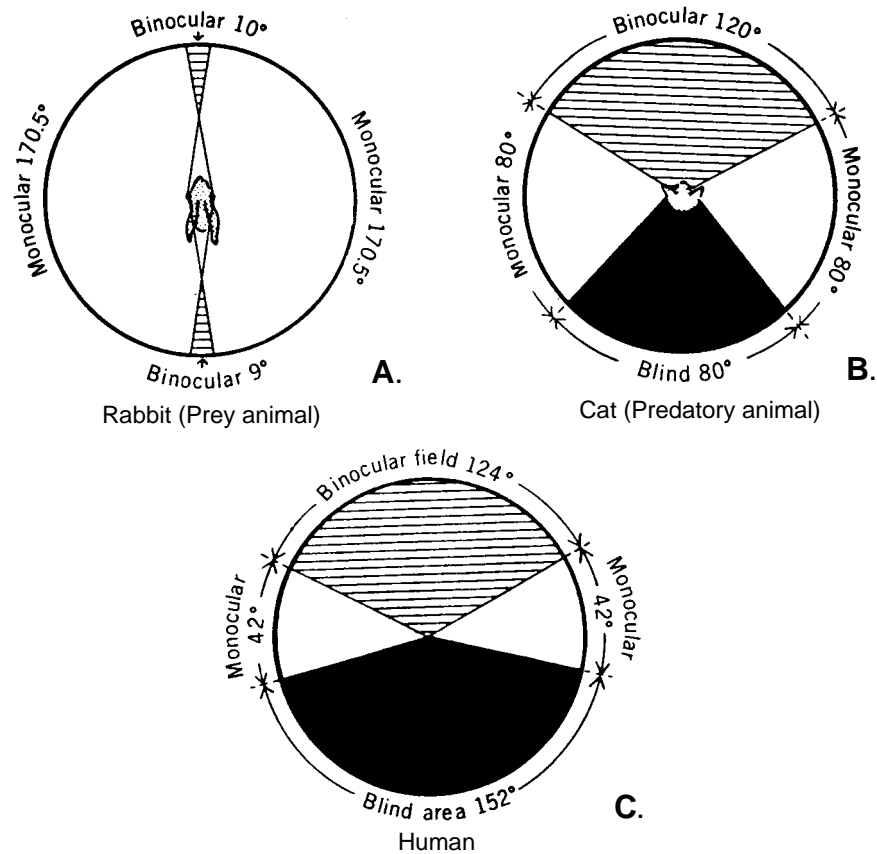 Binocular 10°
Monocular 170.5°
Monocular 170.5°
Binocular 9°
A.
Rabbit (Prey animal)
Binocular 120°
Monocular 80°
Monocular 80°
Blind 80°
B.
Cat (Predatory animal)
Binocular field 124°
Monocular
42°
Monocular
42°
Blind area 152°
C.
Human